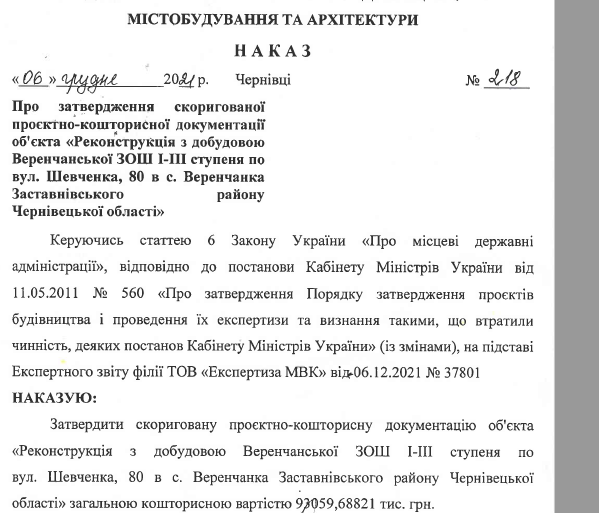 МІСТОБУДУВАННЯ ТА АРХІТЕКТУРИ
Н А К А З
«06» грудня 2021 р. Чернівці № 218
Про затвердження скоригованої
проєктно-кошторисної документації
об'єкта «Реконструкція з добудовою
Веренчанської ЗОШ І-ІІІ ступеня по
вул. Шевченка, 80 в с. Веренчанка
Заставнівського району
Чернівецької області»
Керуючись статтею 6 Закону України «Про місцеві державні
адміністрації», відповідно до постанови Кабінету Міністрів України від
11.05.2011 № 560 «Про затвердження Порядку затвердження проєктів
будівництва і проведення їх експертизи та визнання такими, що втратили
чинність, деяких постанов Кабінету Міністрів України» (із змінами), на підставі
Експертного звіту філії ТОВ «Експертиза МВК» від 06.12.2021 № 37801
НАКАЗУЮ:
Затвердити скориговану проєктно-кошторисну документацію об'єкта
«Реконструкція з добудовою Веренчанської ЗОШ І-ІІІ ступеня по
вул. Шевченка, 80 в с. Веренчанка Заставнівського району Чернівецької
області» загальною кошторисною вартістю 93059,68821 тис. грн.